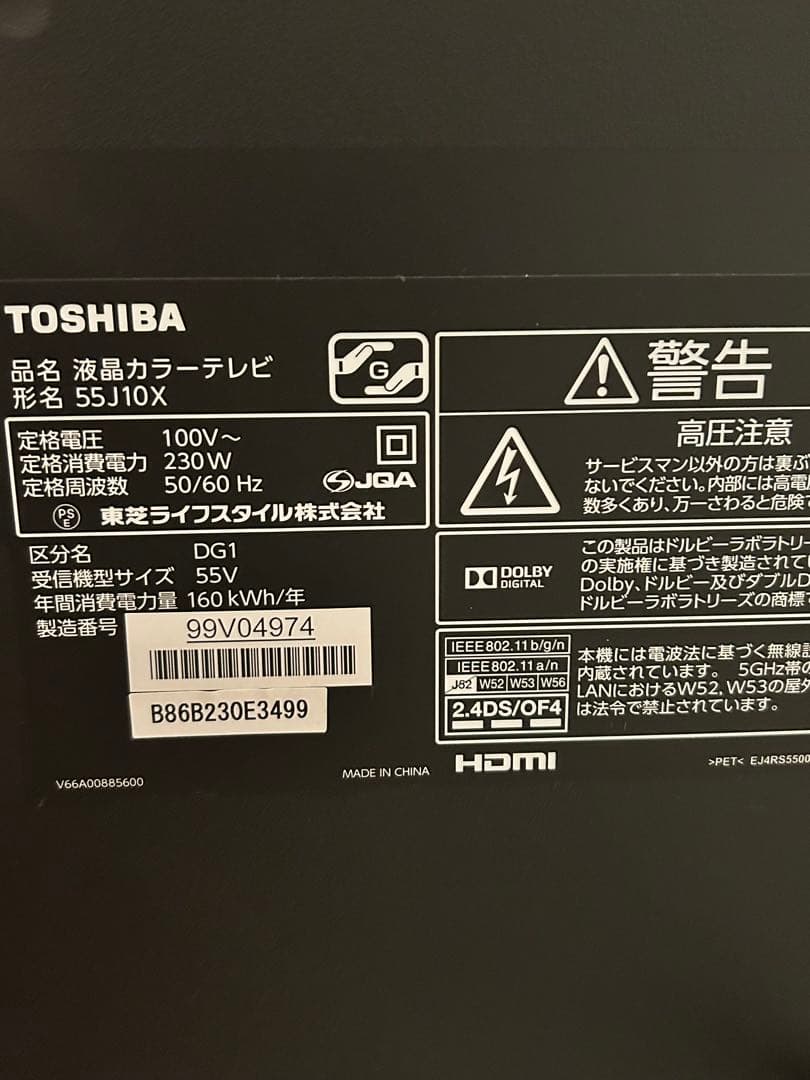 TOSHIBA
品名 液晶カラーテレビ
形名 55J10X
G
定格電圧 100V～
定格消費電力 230W
定格周波数 50/60 Hz
JQA
PS
E
東芝ライフスタイル株式会社
区分名 DG1
受信機型サイズ 55V
年間消費電力量 160kWh/年
製造番号 99V04974
B86B230E3499
V66A00885600
MADE IN CHINA
警告
高圧注意
サービスマン以外の方は裏ぶ
ないでください。内部には高電圧
数多くあり、万一さわると危険
DOLBY
DIGITAL
この製品はドルビーラボラトリー
の実施権に基づき製造されて
Dolby、ドルビー及びダブルD
ドルビーラボラトリーズの商標
IEEE802.11b/g/n
IEEE802.11a/n
J52 W52 W53 W56
2.4DS/OF4
本機には電波法に基づく無線設
内蔵されています。 5GHz帯の
LANにおけるW52、W53の屋外
は法令で禁止されています。
HDMI
>PET< EJ4RS5500